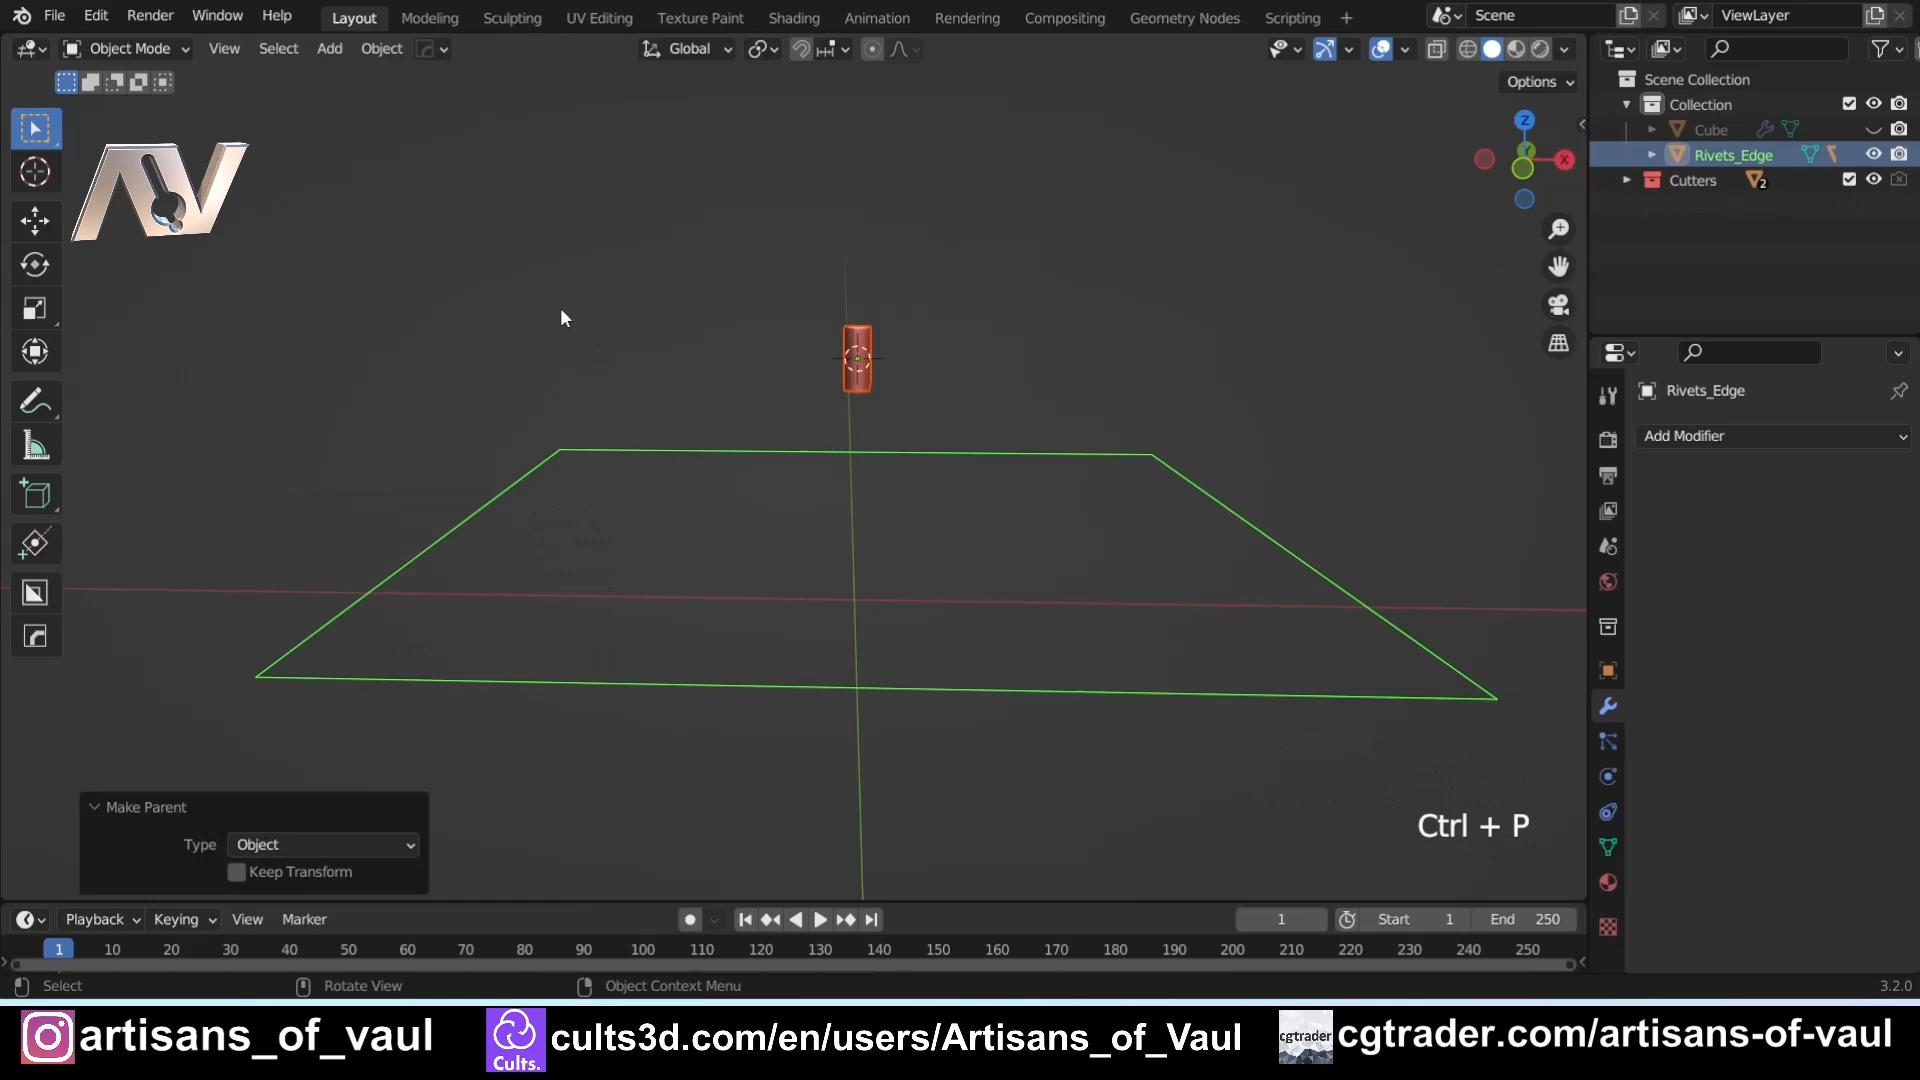 File Edit Render Window Help Layout Modeling Sculpting UV Editing Texture Paint Shading Animation Rendering Compositing Geometry Nodes Scripting + Scene ViewLayer
Object Mode View Select Add Object Global
Options
Scene Collection
Collection
Cube
Rivets_Edge
Cutters 2
Z
X
AV
Rivets_Edge
Add Modifier
Make Parent
Type Object
Keep Transform
Ctrl + P
Playback Keying View Marker 1 Start 1 End 250
1 10 20 30 40 50 60 70 80 90 100 110 120 130 140 150 160 170 180 190 200 210 220 230 240 250
Select Rotate View Object Context Menu 3.2.0
artisans_of_vaul Cults. cults3d.com/en/users/Artisans_of_Vaul cgtrader cgtrader.com/artisans-of-vaul